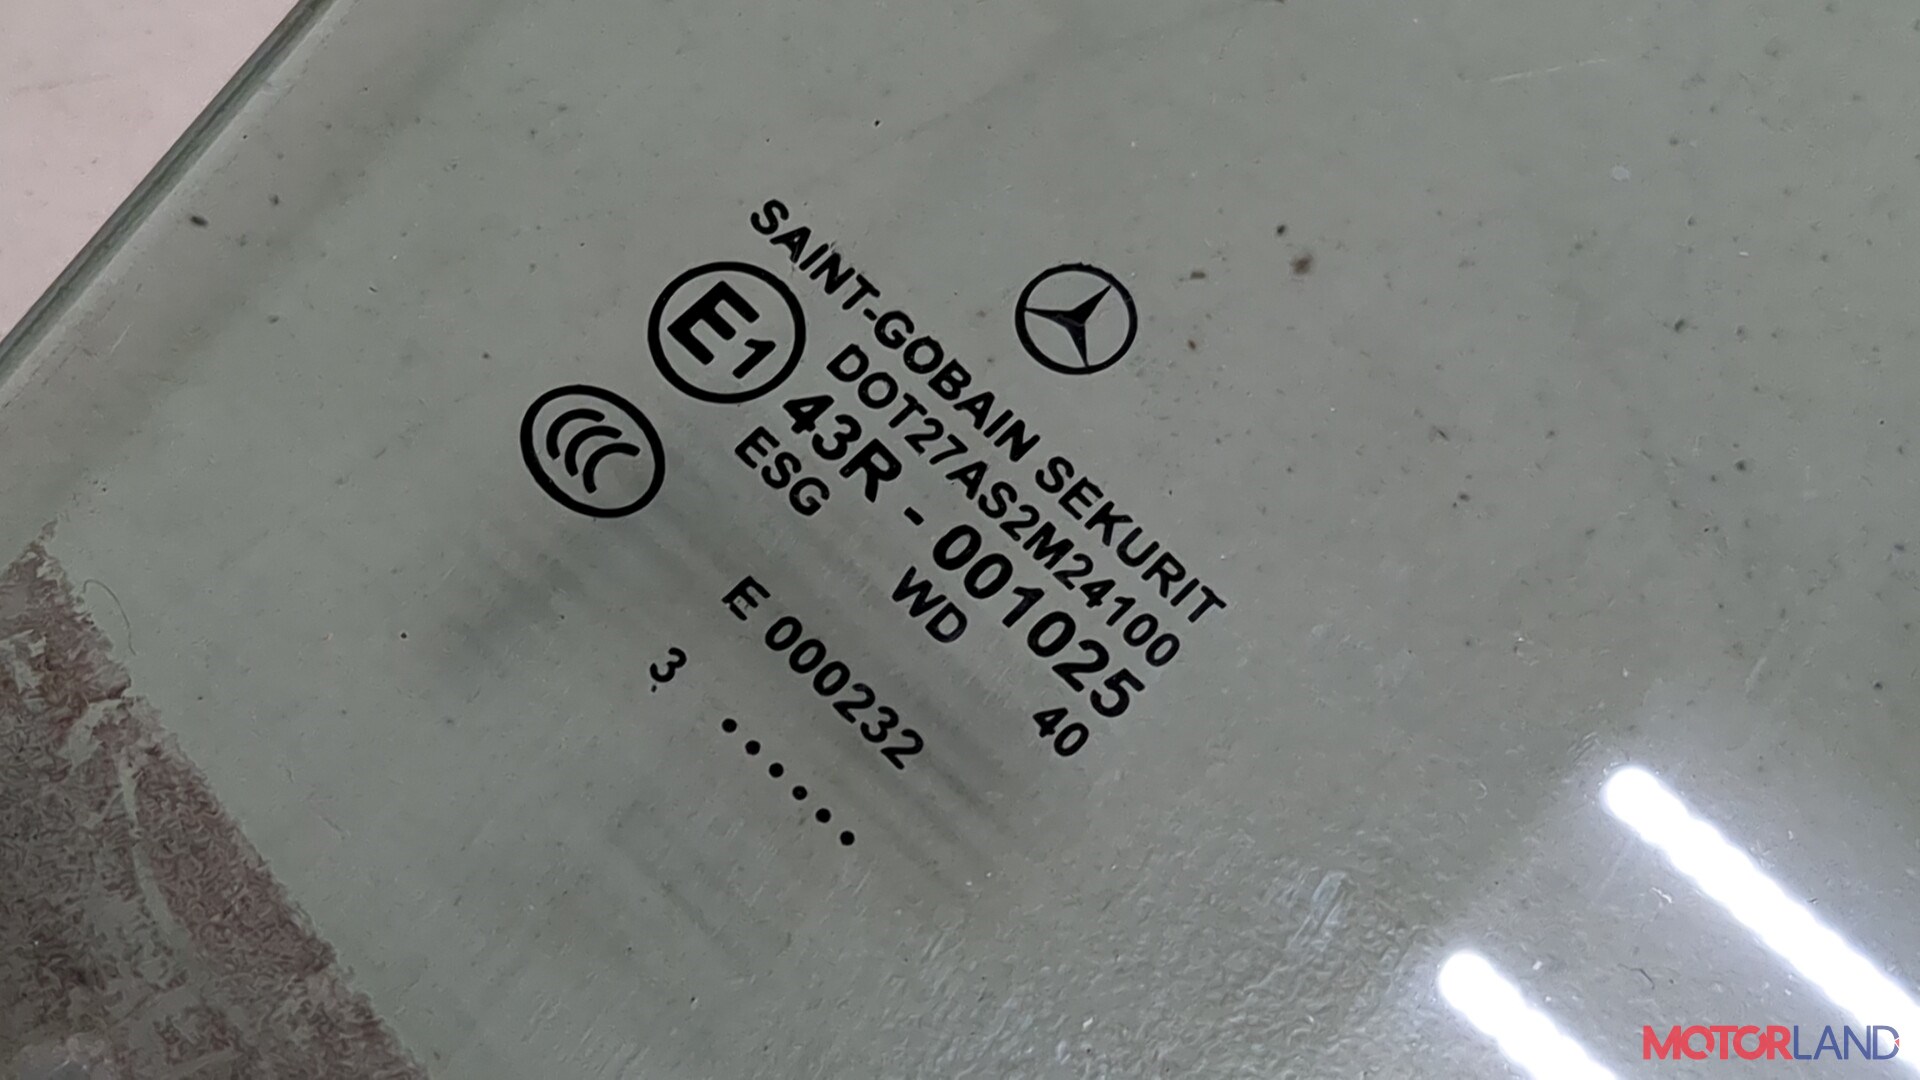 SAINT-GOBAIN SEKURIT
DOT27AS2M24100
E1 43R - 001025
ESG WD 40
E 000232
3 ......
MOTORLAND